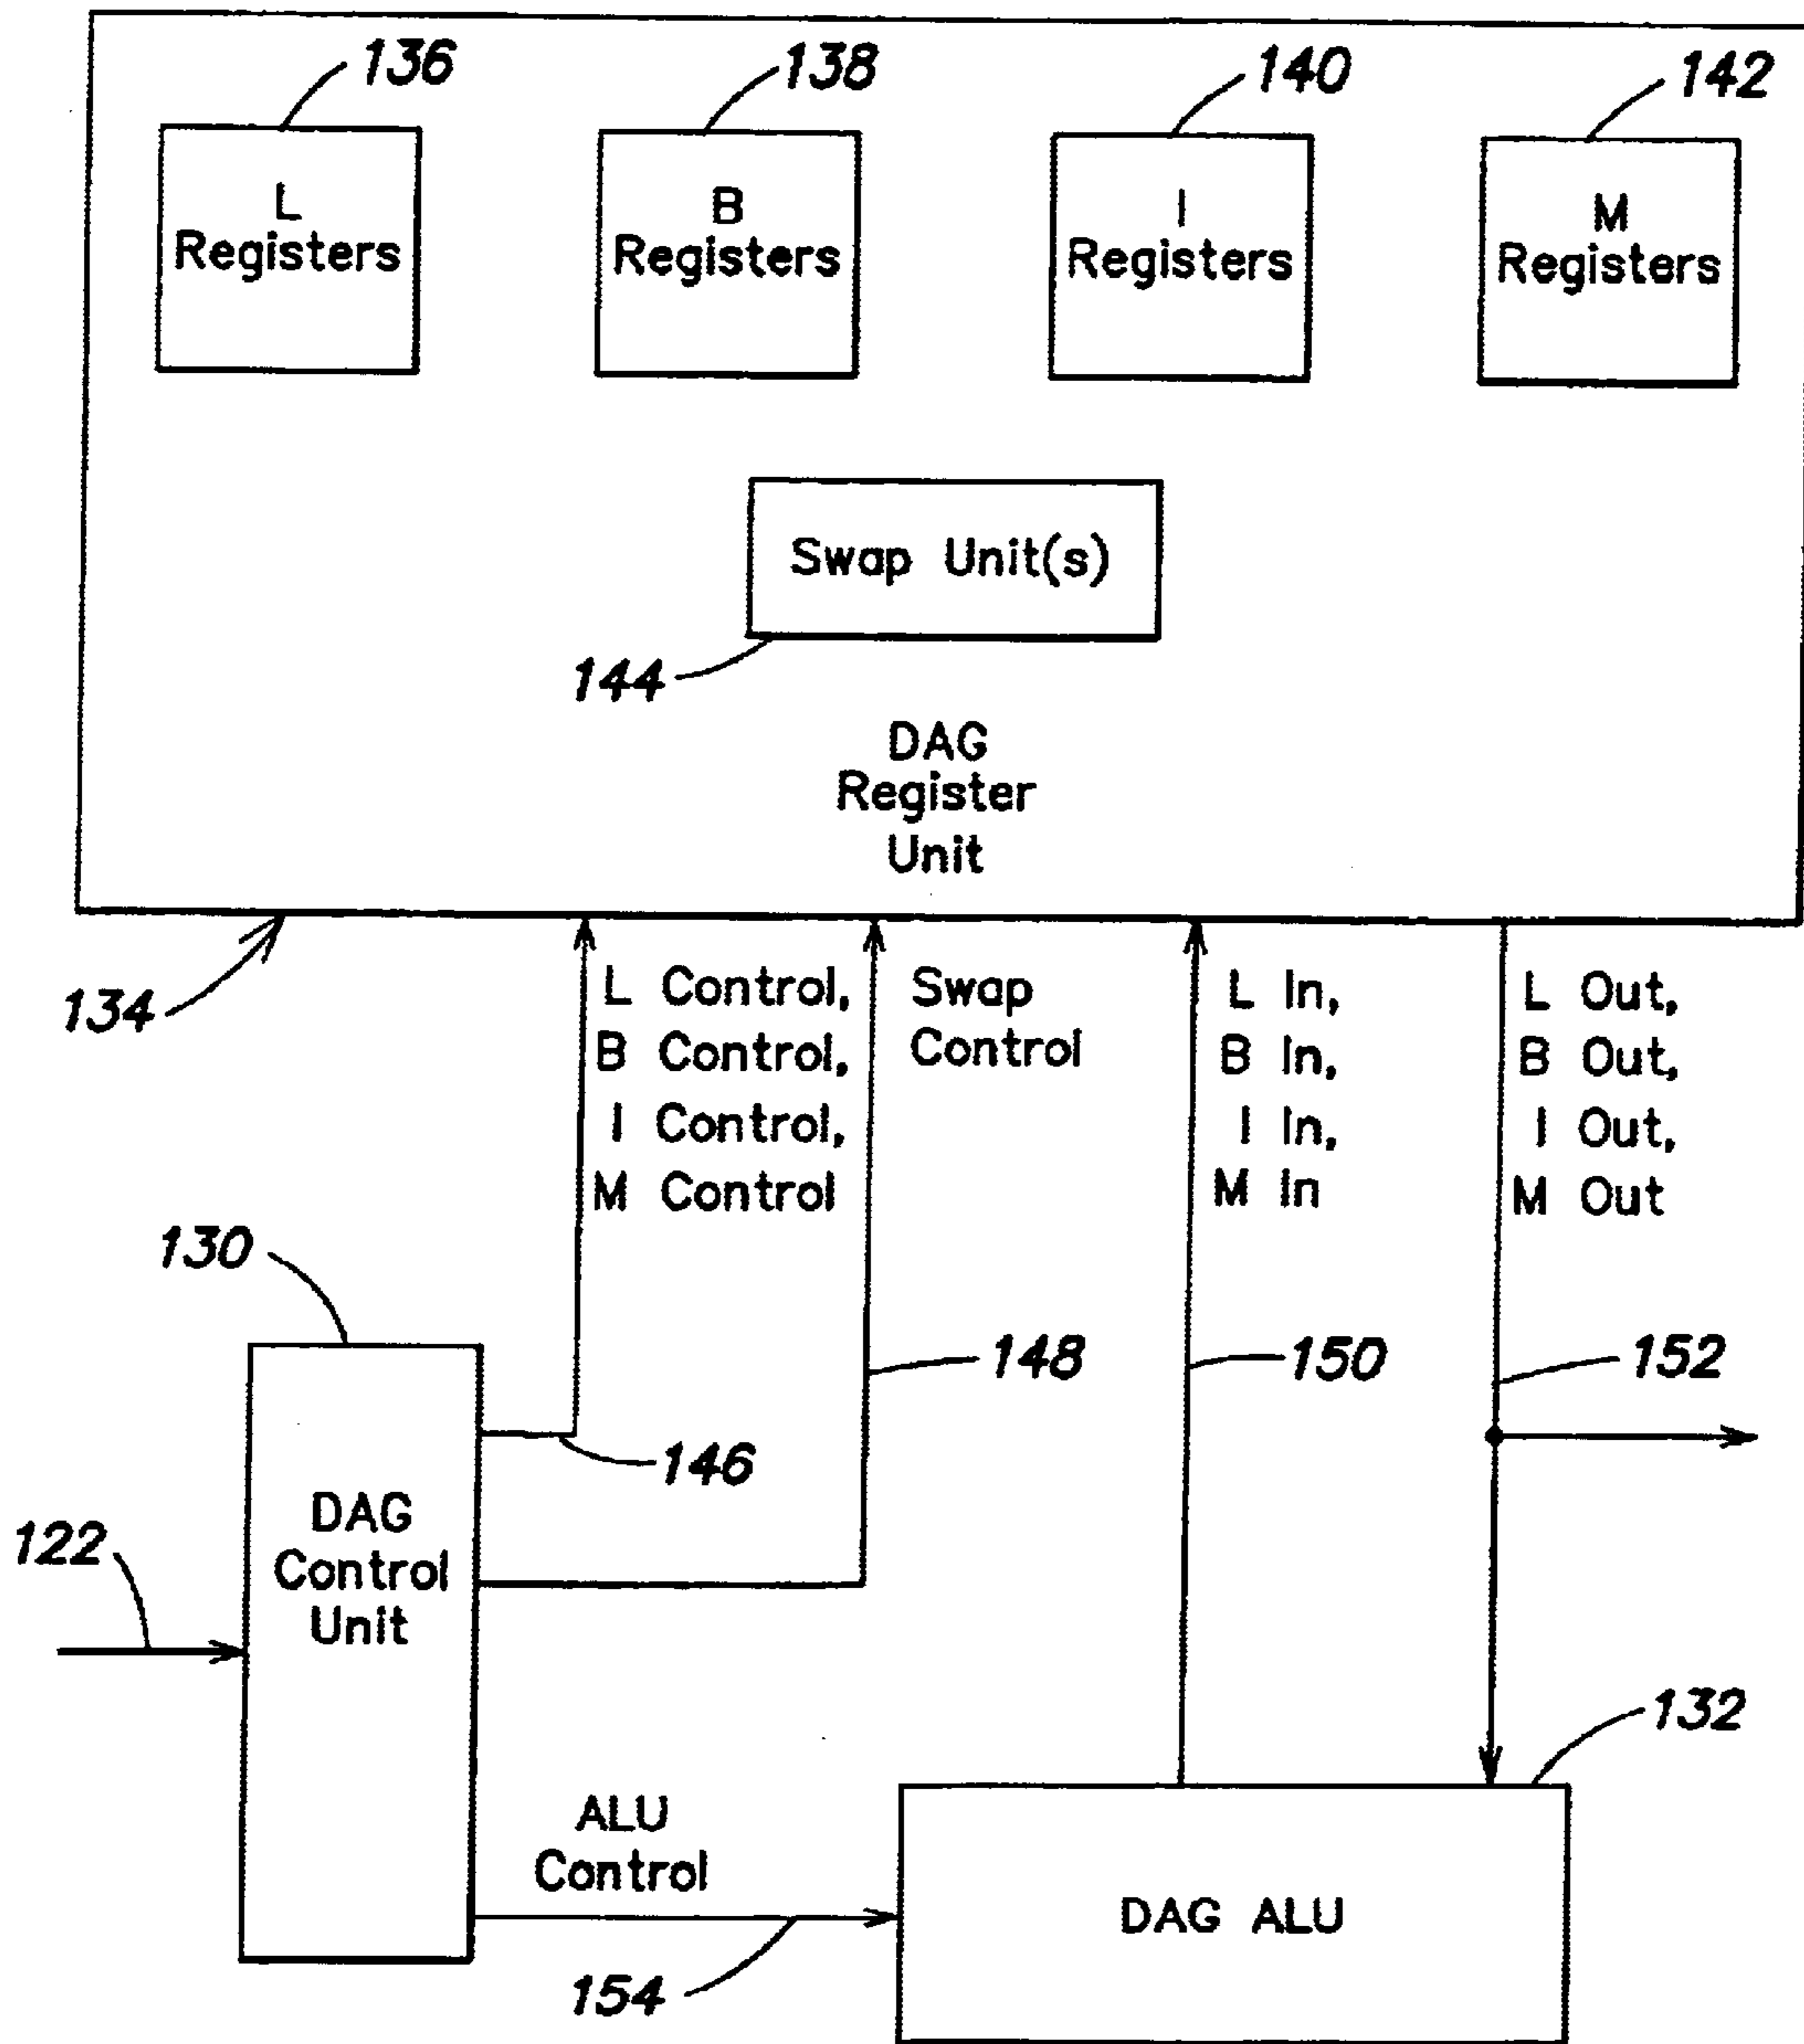 136
138
140
142
L
Registers
B
Registers
I
Registers
M
Registers
Swap Unit(s)
144
DAG
Register
Unit
134
L Control,
B Control,
I Control,
M Control
Swap
Control
L In,
B In,
I In,
M In
L Out,
B Out,
I Out,
M Out
130
148
150
152
146
DAG
Control
Unit
122
132
ALU
Control
154
DAG ALU